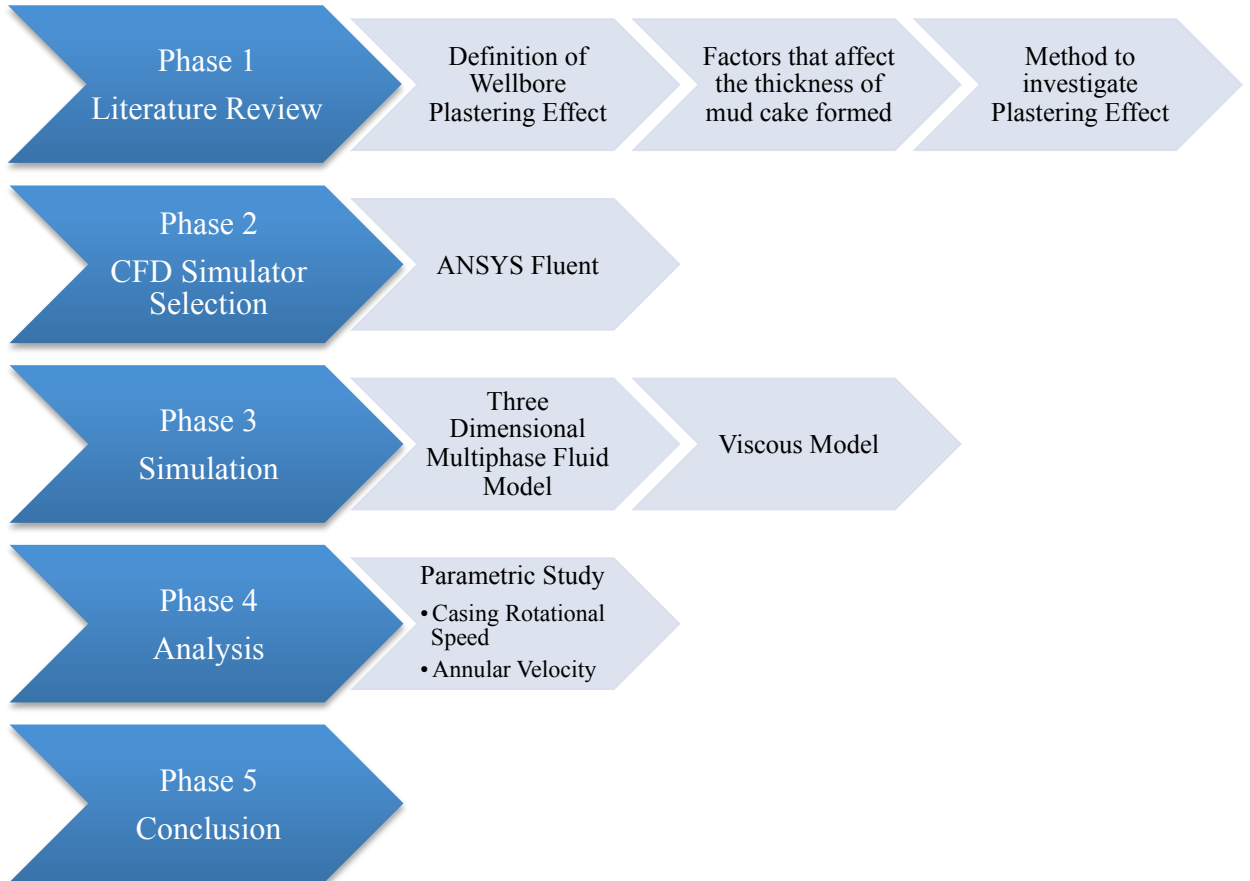 Phase 1
Literature Review
Definition of
Wellbore
Plastering Effect
Factors that affect
the thickness of
mud cake formed
Method to
investigate
Plastering Effect
Phase 2
CFD Simulator
Selection
ANSYS Fluent
Phase 3
Simulation
Three
Dimensional
Multiphase Fluid
Model
Viscous Model
Phase 4
Analysis
Parametric Study
• Casing Rotational
Speed
• Annular Velocity
Phase 5
Conclusion